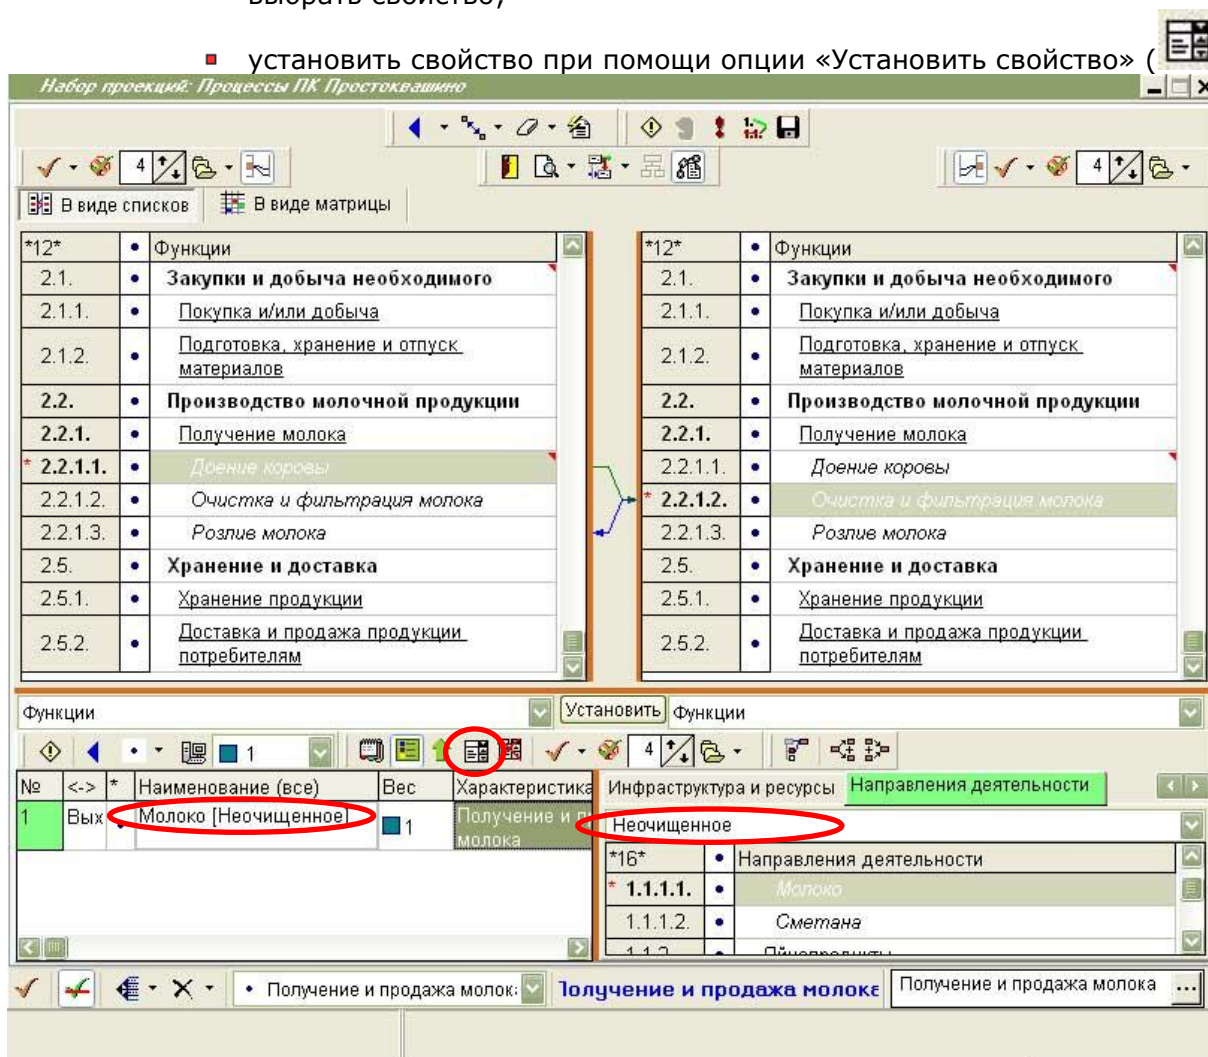 выбрать свойство;
установить свойство при помощи опции «Установить свойство» (
Набор проекций: Процессы ПК Простоквашино
4
4
В виде списков
В виде матрицы
*12* • Функции
2.1. • Закупки и добыча необходимого
2.1.1. • Покупка и/или добыча
2.1.2. • Подготовка, хранение и отпуск
материалов
2.2. • Производство молочной продукции
2.2.1. • Получение молока
* 2.2.1.1. • Доение коровы
2.2.1.2. • Очистка и фильтрация молока
2.2.1.3. • Розлив молока
2.5. • Хранение и доставка
2.5.1. • Хранение продукции
2.5.2. • Доставка и продажа продукции
потребителям
*12* • Функции
2.1. • Закупки и добыча необходимого
2.1.1. • Покупка и/или добыча
2.1.2. • Подготовка, хранение и отпуск
материалов
2.2. • Производство молочной продукции
2.2.1. • Получение молока
2.2.1.1. • Доение коровы
* 2.2.1.2. • Очистка и фильтрация молока
2.2.1.3. • Розлив молока
2.5. • Хранение и доставка
2.5.1. • Хранение продукции
2.5.2. • Доставка и продажа продукции
потребителям
Функции
Установить
Функции
1
4
№ <-> * Наименование (все) Вес Характеристика
1 Вых • Молоко [Неочищенное] 1 Получение и п
молока
Инфраструктура и ресурсы
Направления деятельности
Неочищенное
*16* • Направления деятельности
* 1.1.1.1. • Молоко
1.1.1.2. • Сметана
• Получение и продажа молок
Получение и продажа молока
Получение и продажа молока
...